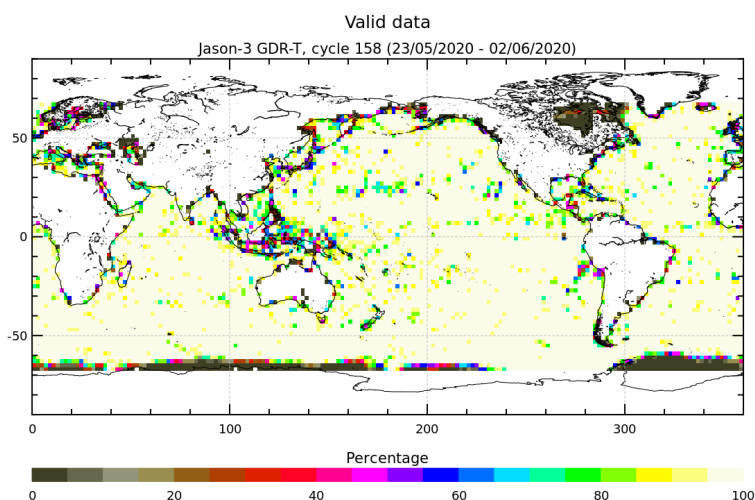 Valid data
Jason-3 GDR-T, cycle 158 (23/05/2020 - 02/06/2020)
50
0
-50
0 100 200 300
Percentage
0 20 40 60 80 100